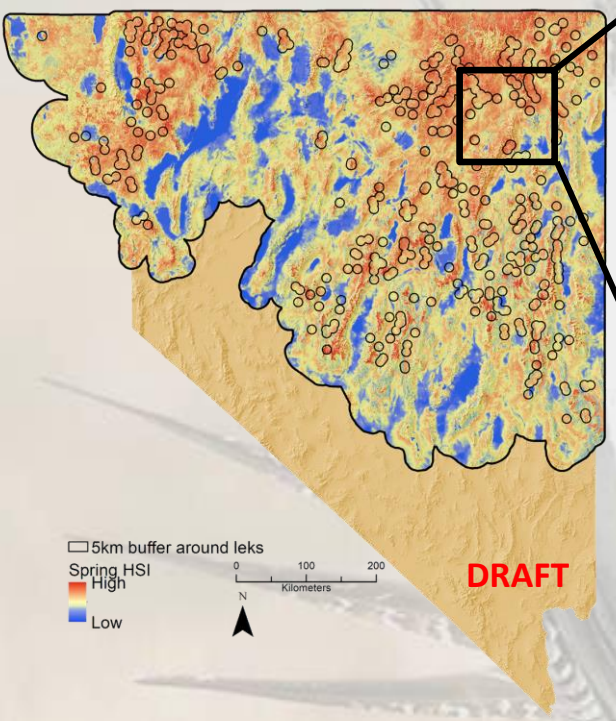 5km buffer around leks
Spring HSI
High
Low
0 100 200
Kilometers
N
DRAFT